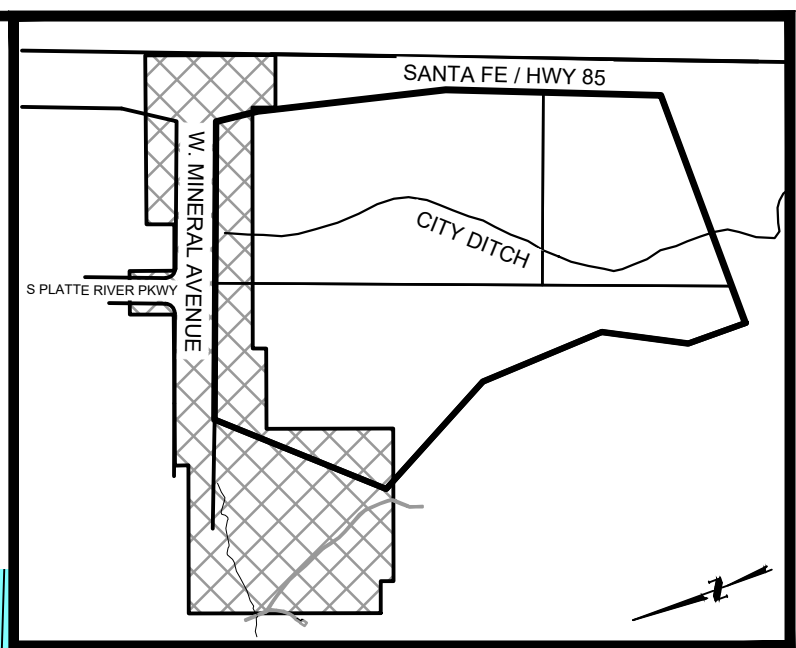 SANTA FE / HWY 85
W. MINERAL AVENUE
CITY DITCH
S PLATTE RIVER PKWY
N